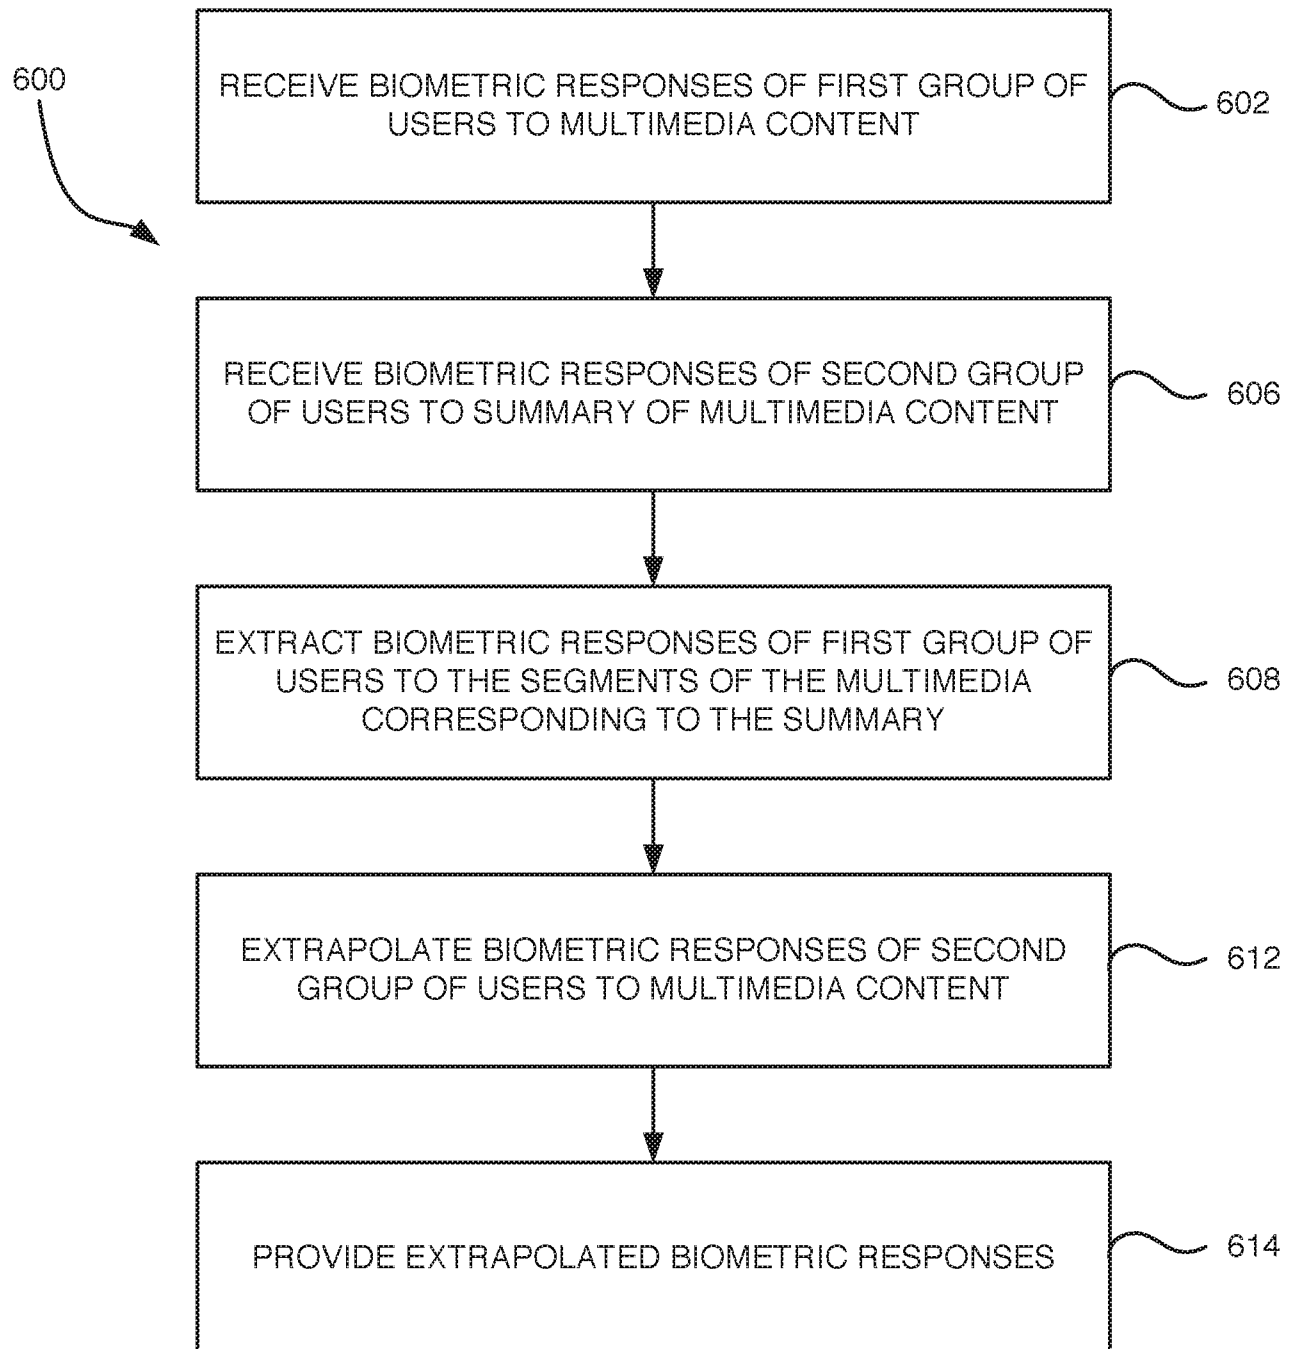 600
RECEIVE BIOMETRIC RESPONSES OF FIRST GROUP OF
USERS TO MULTIMEDIA CONTENT
602
RECEIVE BIOMETRIC RESPONSES OF SECOND GROUP
OF USERS TO SUMMARY OF MULTIMEDIA CONTENT
606
EXTRACT BIOMETRIC RESPONSES OF FIRST GROUP OF
USERS TO THE SEGMENTS OF THE MULTIMEDIA
CORRESPONDING TO THE SUMMARY
608
EXTRAPOLATE BIOMETRIC RESPONSES OF SECOND
GROUP OF USERS TO MULTIMEDIA CONTENT
612
PROVIDE EXTRAPOLATED BIOMETRIC RESPONSES
614